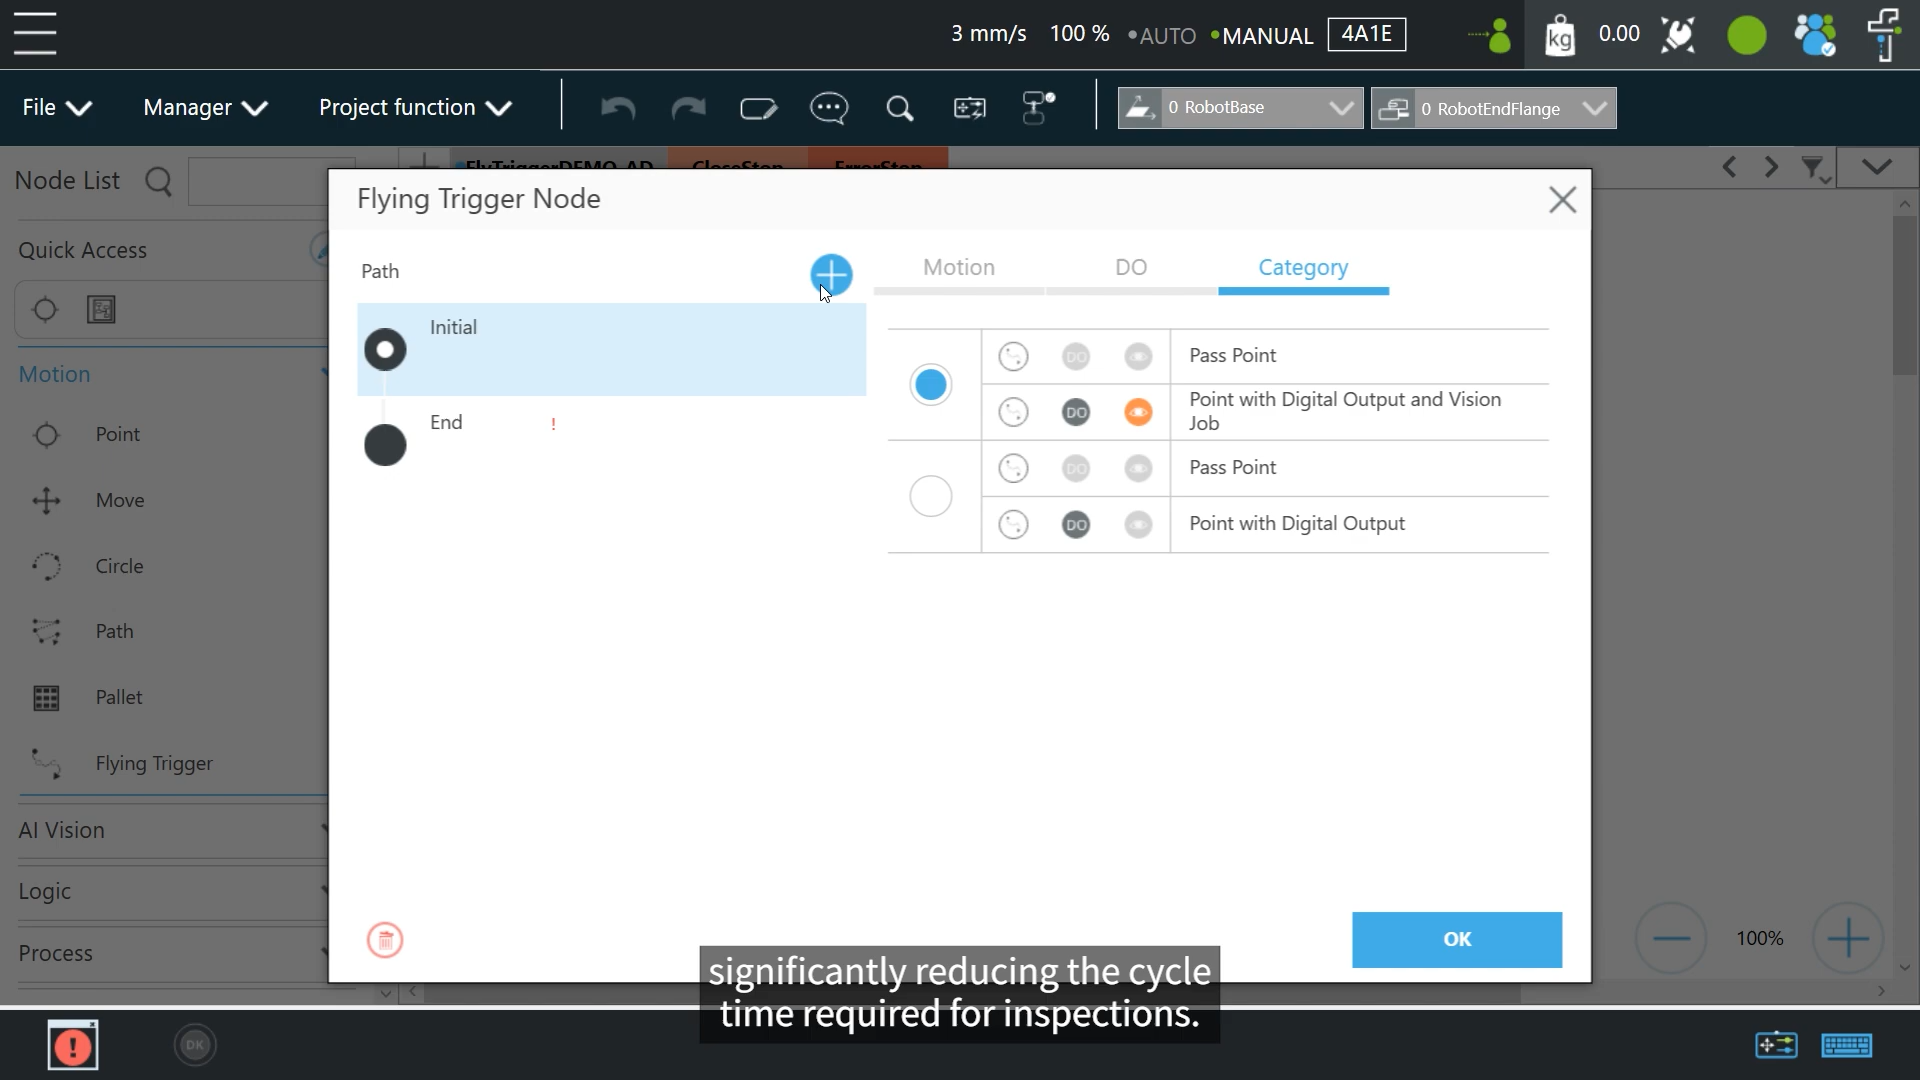 3 mm/s 100 % AUTO MANUAL 4A1E kg 0.00
File Manager Project function 0 RobotBase 0 RobotEndFlange
Node List FlyTriggerDEMO_AD CloseStop ErrorStop
Flying Trigger Node
Quick Access
Path
Motion DO Category
Initial
DO Pass Point
DO Point with Digital Output and Vision
Job
End !
DO Pass Point
DO Point with Digital Output
Motion
Point
Move
Circle
Path
Pallet
Flying Trigger
AI Vision
Logic
Process
OK
100%
significantly reducing the cycle
time required for inspections.
! DK